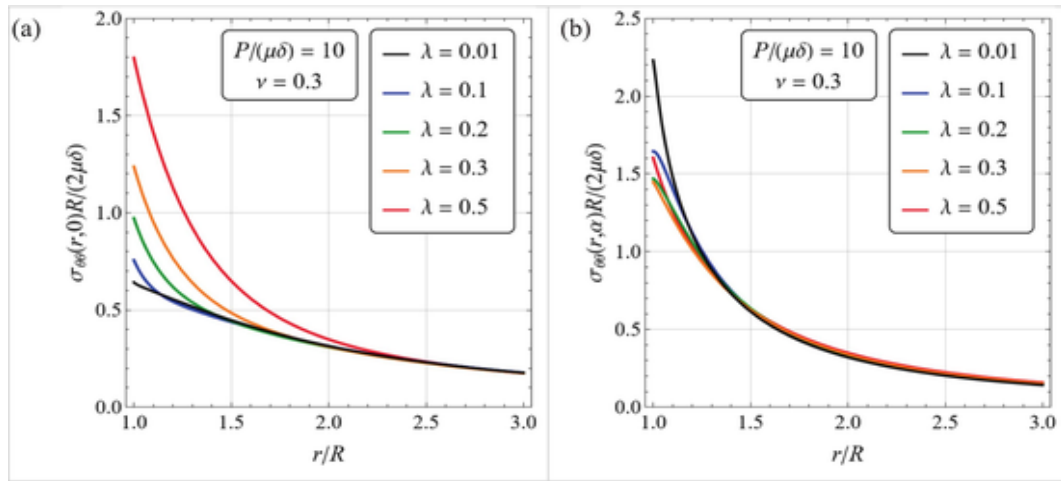 (a)
P/(μδ) = 10
ν = 0.3
λ = 0.01
λ = 0.1
λ = 0.2
λ = 0.3
λ = 0.5
σθθ(r,0)R/(2μδ)
2.0
1.5
1.0
0.5
0.0
1.0 1.5 2.0 2.5 3.0
r/R
(b)
P/(μδ) = 10
ν = 0.3
λ = 0.01
λ = 0.1
λ = 0.2
λ = 0.3
λ = 0.5
σθθ(r,α)R/(2μδ)
2.5
2.0
1.5
1.0
0.5
0.0
1.0 1.5 2.0 2.5 3.0
r/R